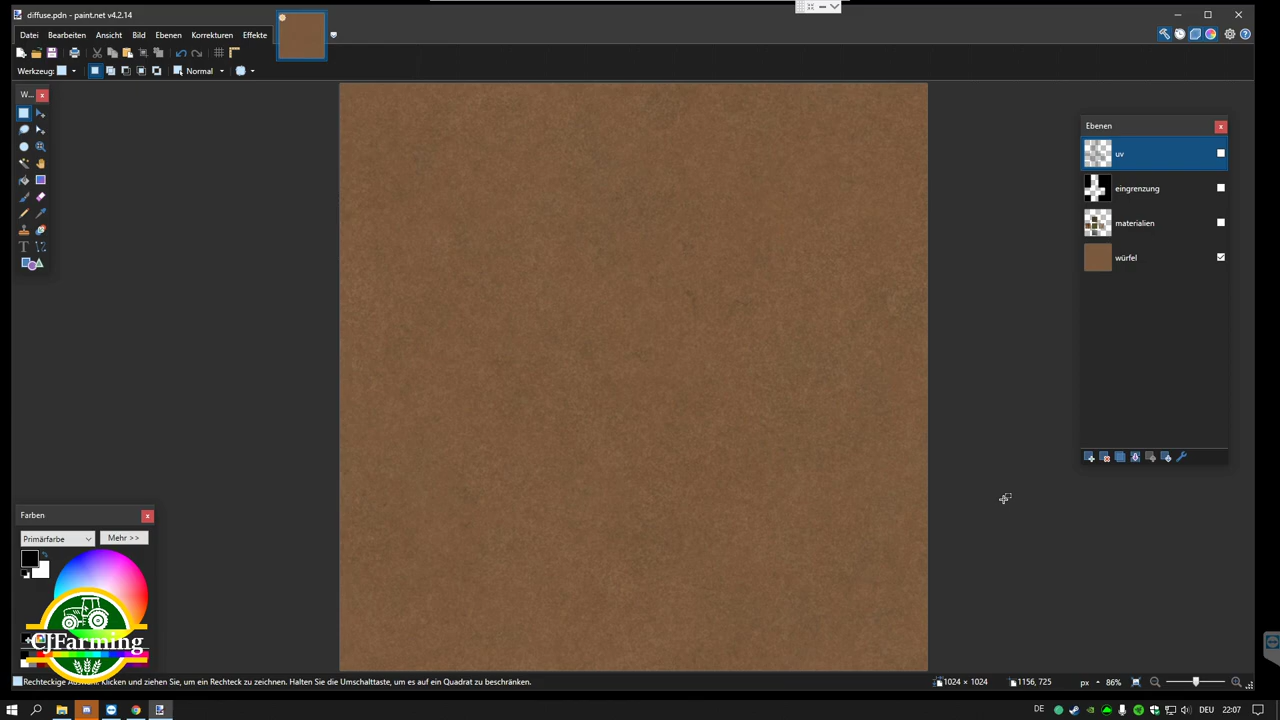 diffuse.pdn - paint.net v4.2.14
Datei Bearbeiten Ansicht Bild Ebenen Korrekturen Effekte
Werkzeug: Normal
W...
Ebenen
uv
eingrenzung
materialien
würfel
Farben
Primärfarbe
Mehr >>
CJFarming
Rechteckige Auswahl: Klicken und ziehen Sie, um ein Rechteck zu zeichnen. Halten Sie die Umschalttaste, um es auf ein Quadrat zu beschränken.
1024 × 1024
1156, 725
px
86%
DE
DEU
22:07